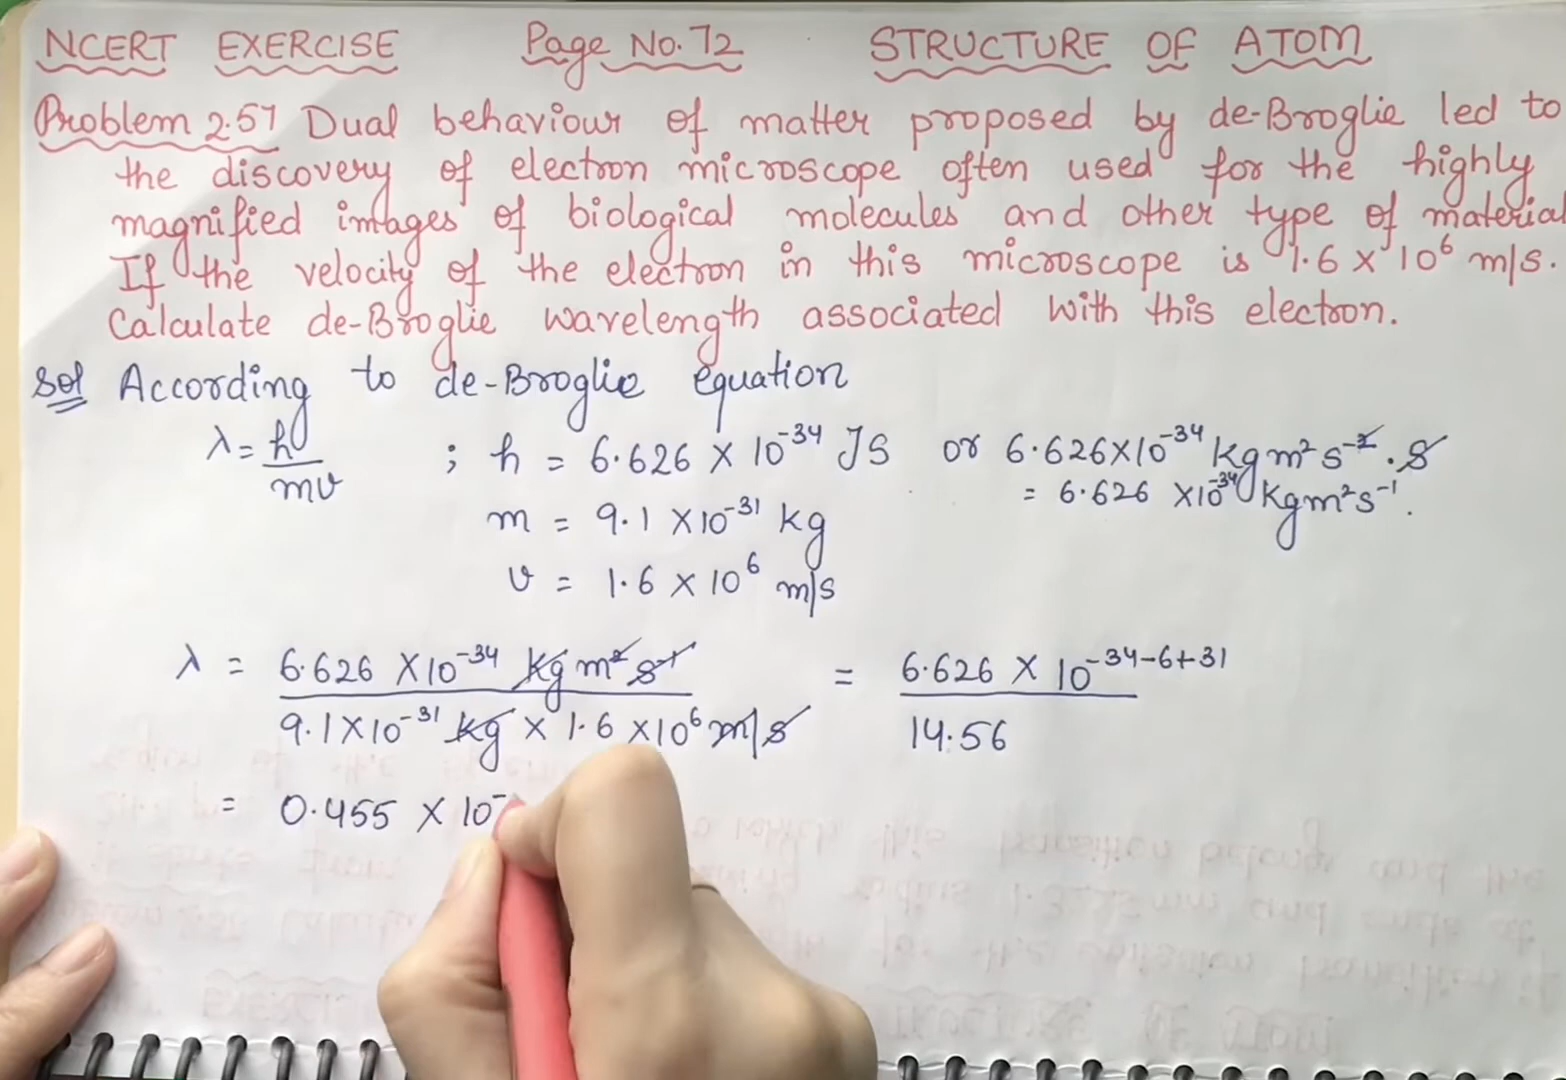 NCERT EXERCISE Page No. 72 STRUCTURE OF ATOM
Problem 2.57 Dual behaviour of matter proposed by de-Broglie led to
the discovery of electron microscope often used for the highly
magnified images of biological molecules and other type of material
If the velocity of the electron in this microscope is 1.6 × 10⁶ m/s.
Calculate de-Broglie wavelength associated with this electron.
Sol According to de-Broglie equation
λ = h/mv ; h = 6.626 × 10⁻³⁴ JS or 6.626×10⁻³⁴ kg m² s⁻² . s
= 6.626 ×10⁻³⁴ kgm²s⁻¹.
m = 9.1 ×10⁻³¹ kg
v = 1.6 × 10⁶ m/s
λ = 6.626 ×10⁻³⁴ kg m² s⁻¹ = 6.626 × 10⁻³⁴⁻⁶⁺³¹
9.1×10⁻³¹ kg × 1.6 ×10⁶ m/s 14.56
= 0.455 × 10⁻